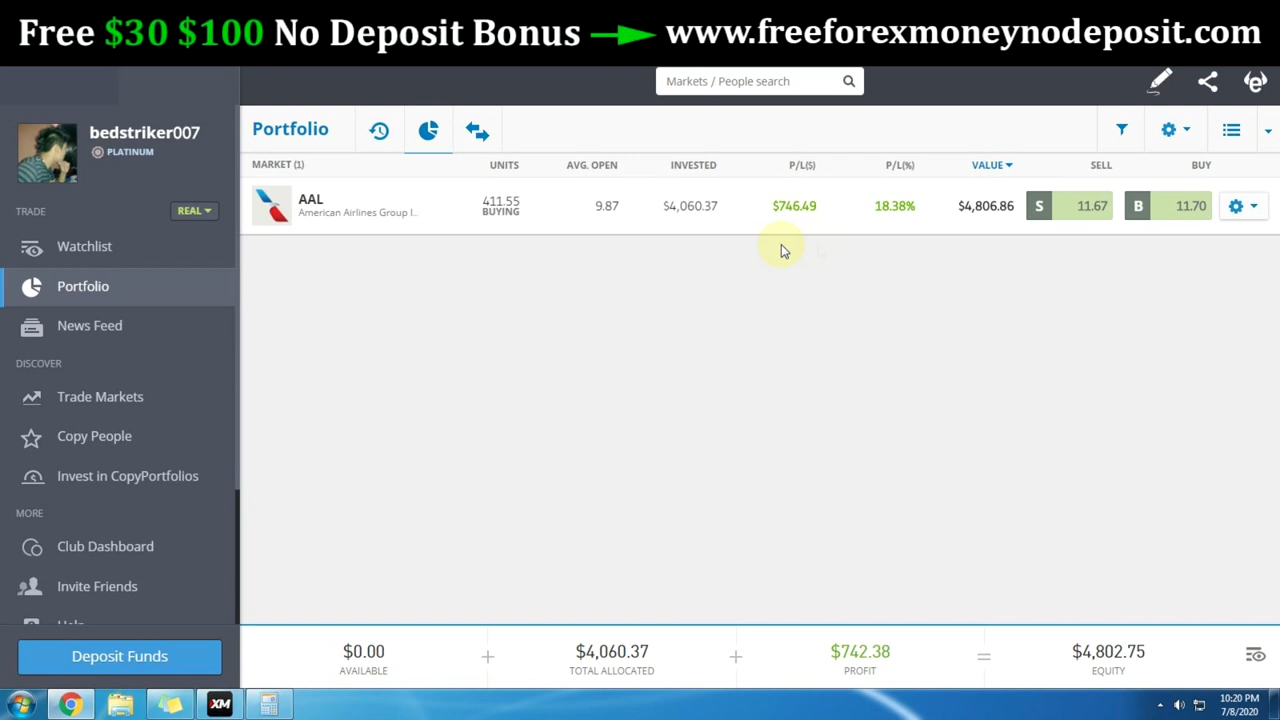 Free $30 $100 No Deposit Bonus www.freeforexmoneynodeposit.com
Markets / People search
bedstriker007
PLATINUM
TRADE
REAL
Watchlist
Portfolio
News Feed
DISCOVER
Trade Markets
Copy People
Invest in CopyPortfolios
MORE
Club Dashboard
Invite Friends
Deposit Funds
Portfolio
MARKET (1) UNITS AVG. OPEN INVESTED P/L($) P/L(%) VALUE SELL BUY
AAL 411.55 9.87 $4,060.37 $746.49 18.38% $4,806.86 S 11.67 B 11.70
American Airlines Group I.. BUYING
$0.00 + $4,060.37 + $742.38 = $4,802.75
AVAILABLE TOTAL ALLOCATED PROFIT EQUITY
XM
10:20 PM
7/8/2020